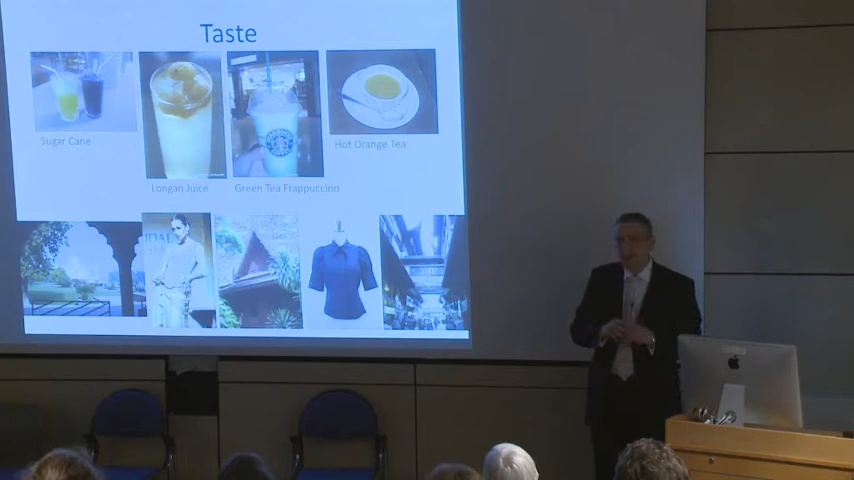 Taste
Sugar Cane
Hot Orange Tea
Longan Juice
Green Tea Frappuccino